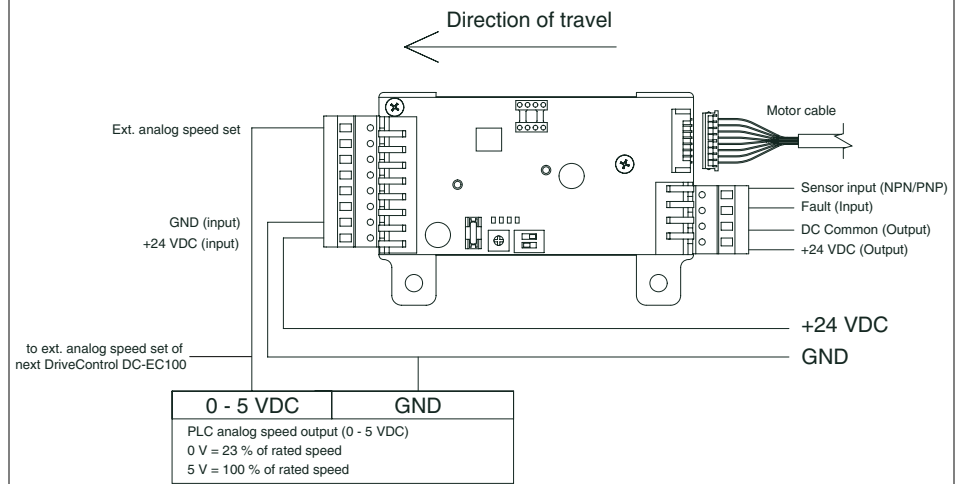 Direction of travel
Motor cable
Ext. analog speed set
Sensor input (NPN/PNP)
Fault (Input)
DC Common (Output)
+24 VDC (Output)
GND (input)
+24 VDC (input)
+24 VDC
GND
to ext. analog speed set of
next DriveControl DC-EC100
0 - 5 VDC
GND
PLC analog speed output (0 - 5 VDC)
0 V = 23 % of rated speed
5 V = 100 % of rated speed